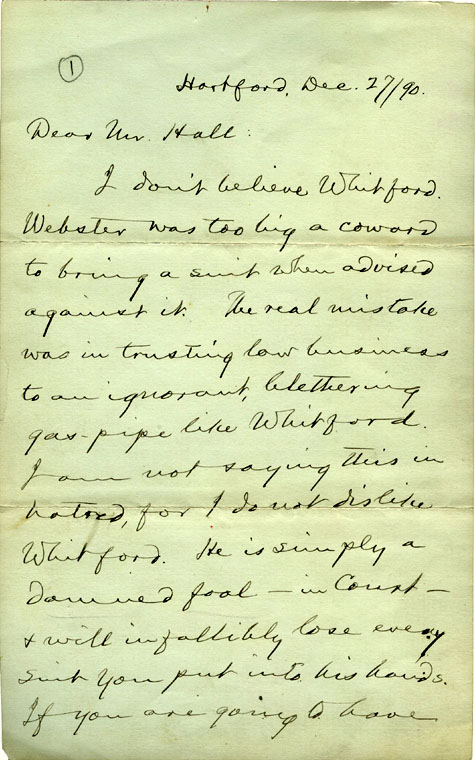 1
Hartford, Dec. 27/90.
Dear Mr. Hall:
I don't believe Whitford.
Webster was too big a coward
to bring a suit when advised
against it. The real mistake
was in trusting law business
to an ignorant, blethering
gas-pipe like Whitford.
I am not saying this in
hatred, for I do not dislike
Whitford. He is simply a
damned fool — in Court —
& will infallibly lose every
suit you put into his hands.
If you are going to have